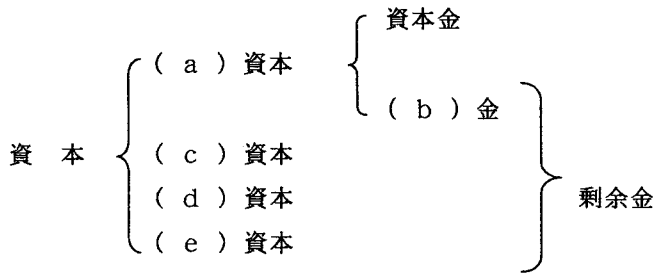 資本金
( a ) 資本
( b ) 金
資 本
( c ) 資本
( d ) 資本
剰余金
( e ) 資本